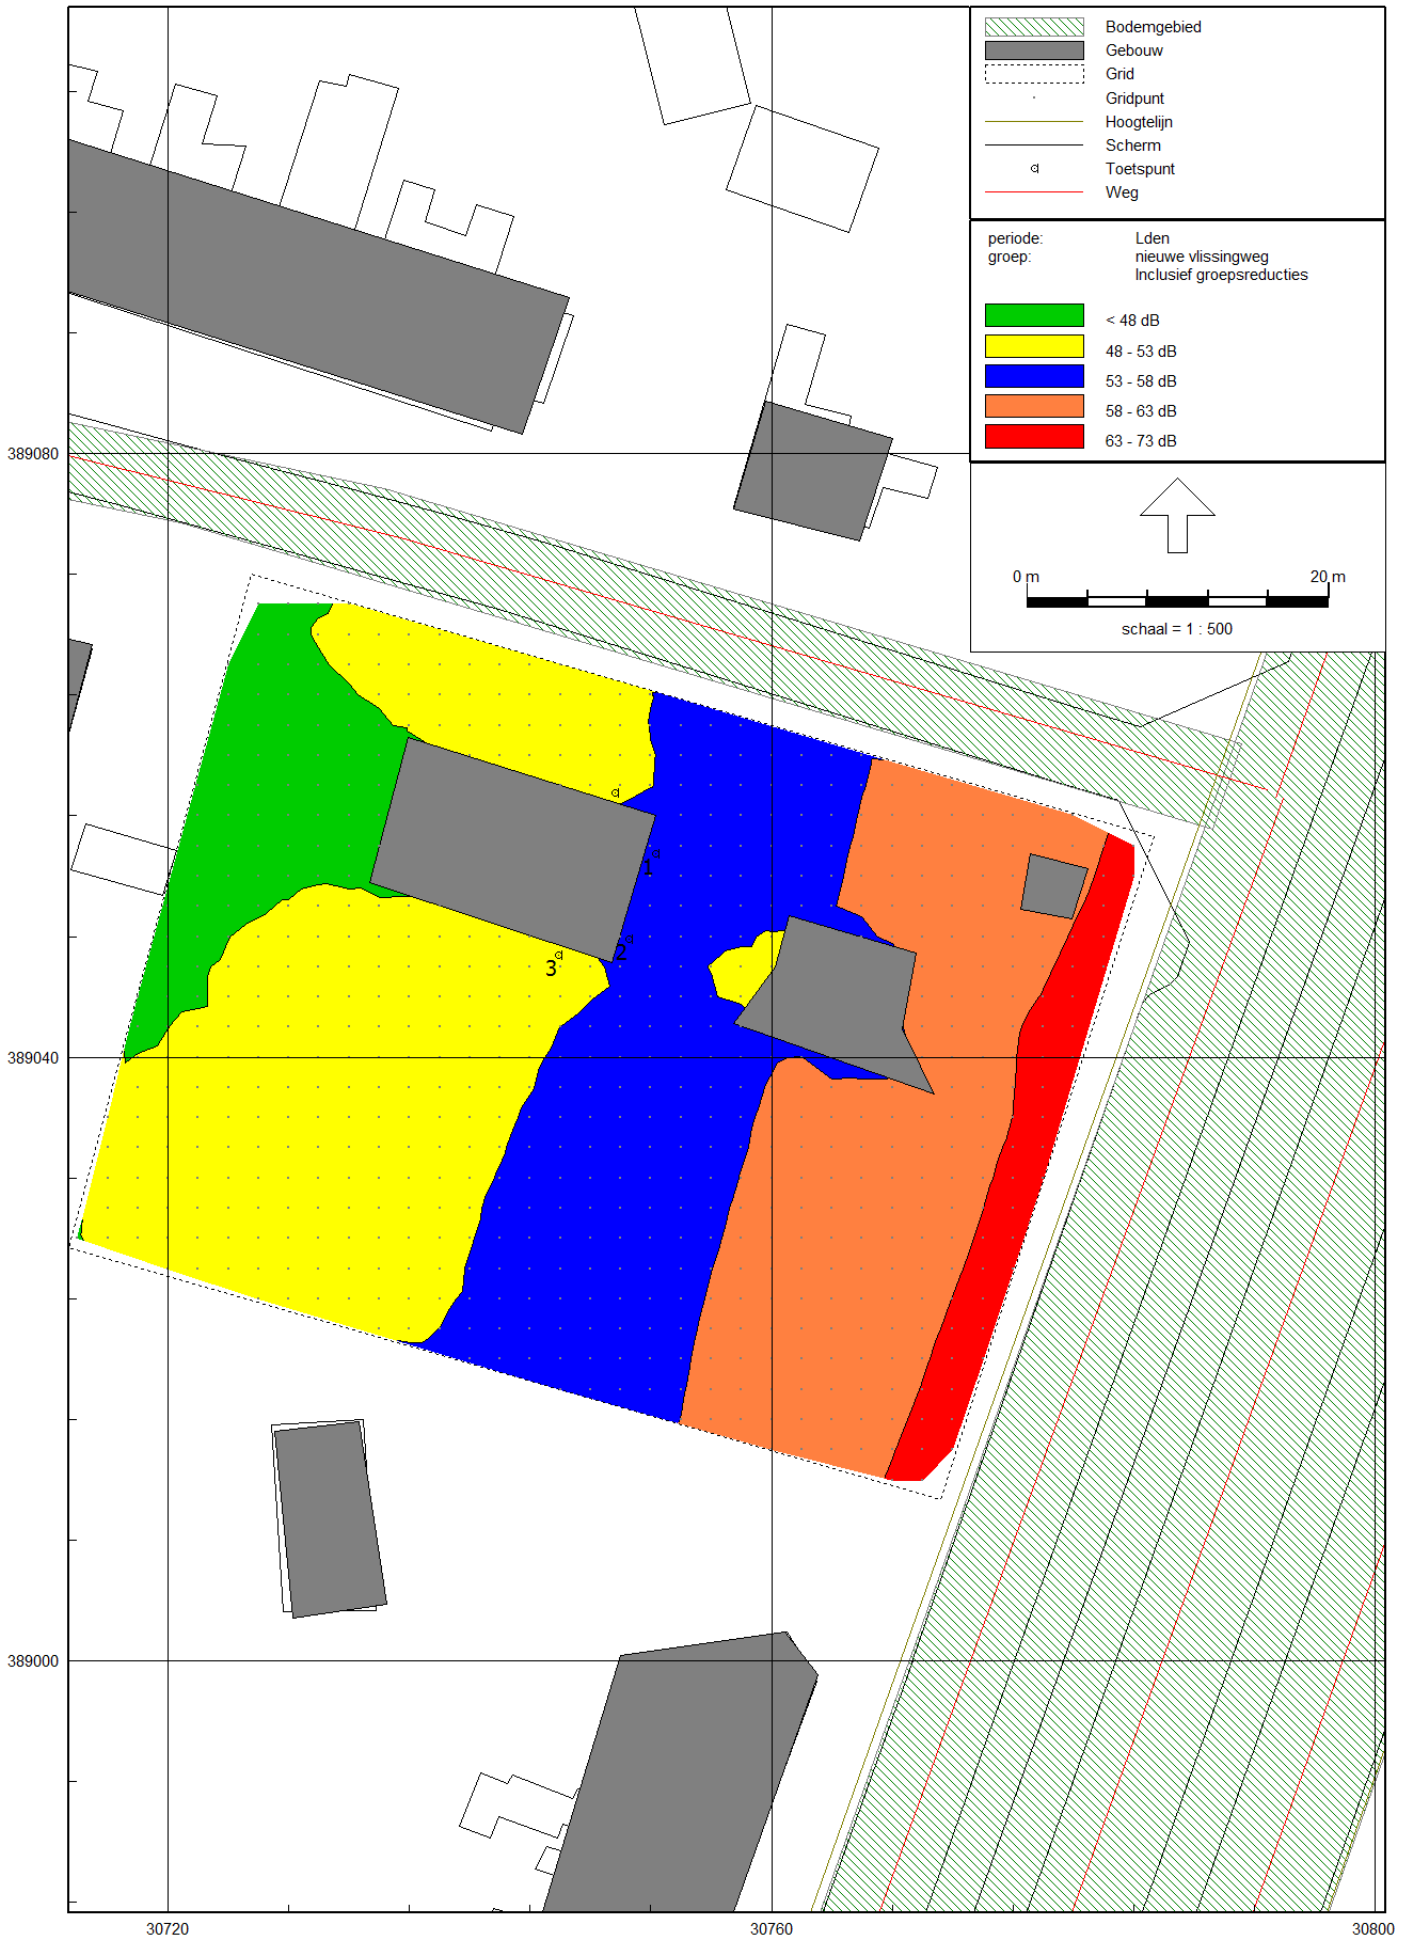 Bodemgebied
Gebouw
Grid
Gridpunt
Hoogtelijn
Scherm
Toetspunt
Weg
periode: Lden
groep: nieuwe vlissingweg
Inclusief groepsreducties
< 48 dB
48 - 53 dB
53 - 58 dB
58 - 63 dB
63 - 73 dB
0 m 20 m
schaal = 1 : 500
389080
1
2
3
389040
389000
30720 30760 30800